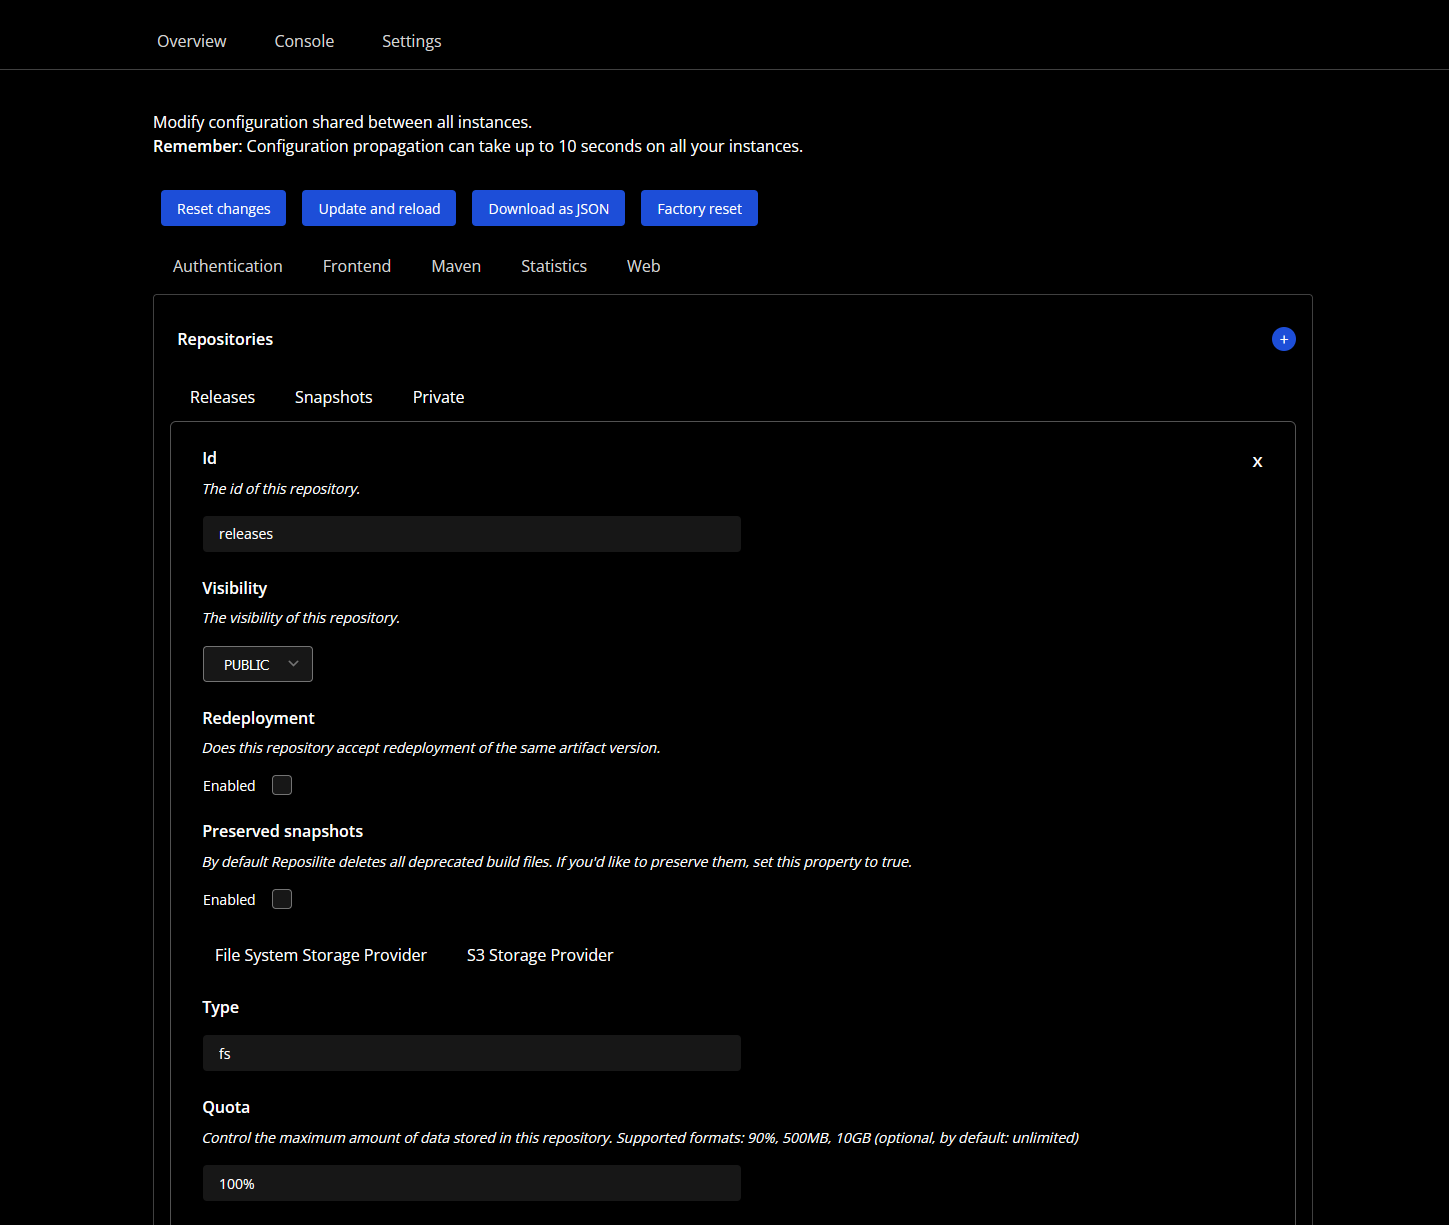 Overview Console Settings
Modify configuration shared between all instances.
Remember: Configuration propagation can take up to 10 seconds on all your instances.
Reset changes Update and reload Download as JSON Factory reset
Authentication Frontend Maven Statistics Web
Repositories +
Releases Snapshots Private
Id x
The id of this repository.
releases
Visibility
The visibility of this repository.
PUBLIC
Redeployment
Does this repository accept redeployment of the same artifact version.
Enabled
Preserved snapshots
By default Reposilite deletes all deprecated build files. If you'd like to preserve them, set this property to true.
Enabled
File System Storage Provider S3 Storage Provider
Type
fs
Quota
Control the maximum amount of data stored in this repository. Supported formats: 90%, 500MB, 10GB (optional, by default: unlimited)
100%